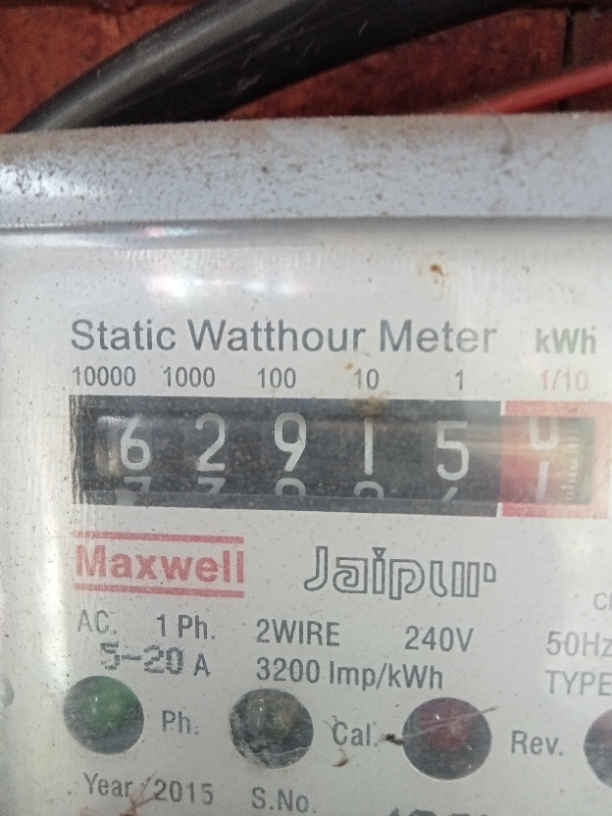 Static Watthour Meter kWh
10000 1000 100 10 1 1/10
6 2 9 1 5
Maxwell Jaipur
AC. 1 Ph. 2WIRE 240V 50Hz
5-20 A 3200 Imp/kWh TYPE
Ph. Cal. Rev.
Year 2015 S.No.